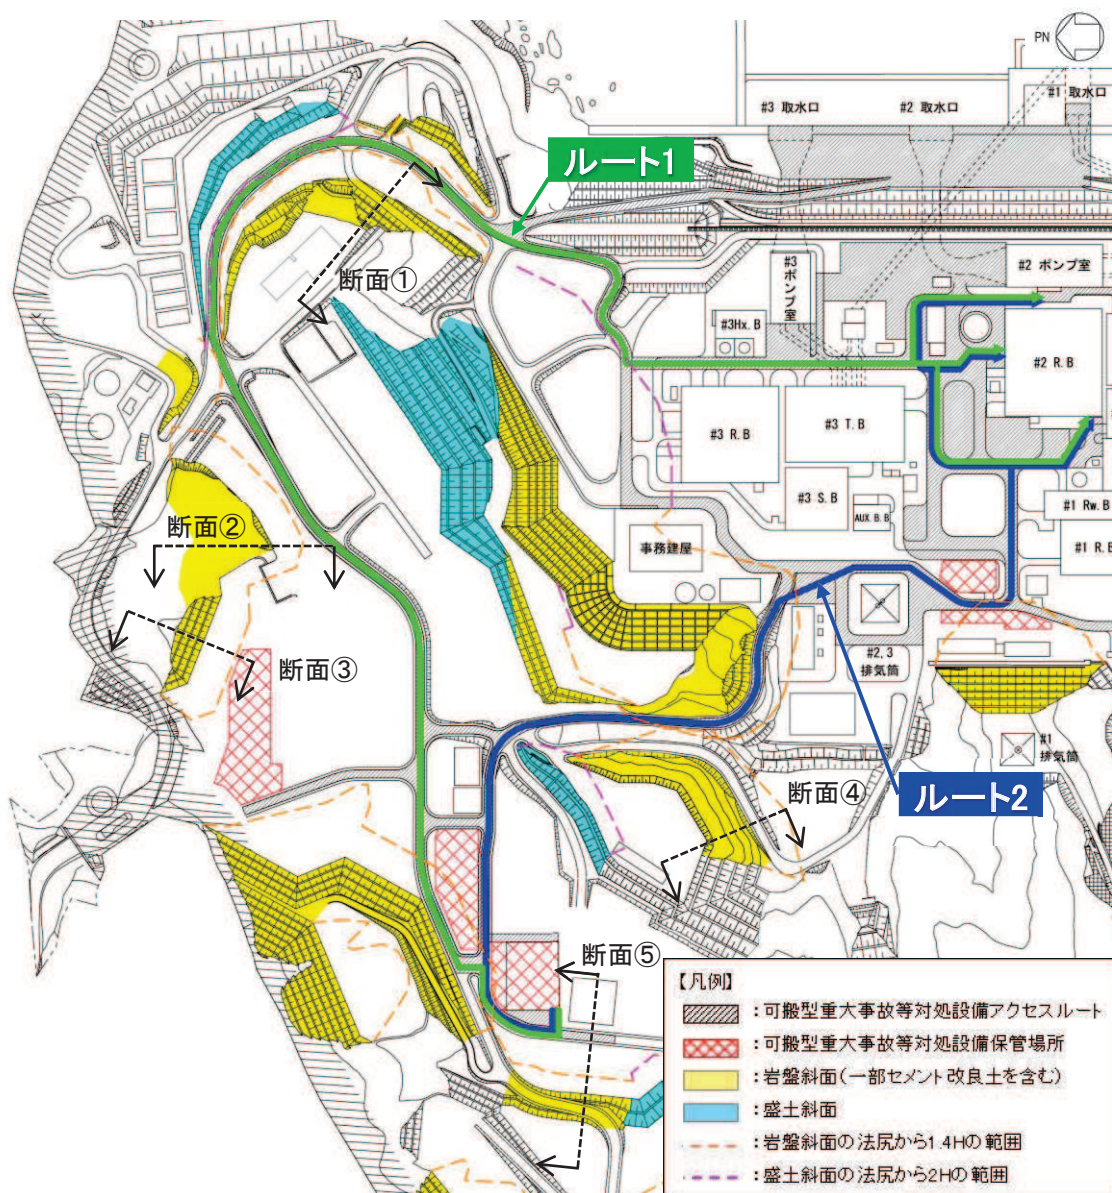 PN
#3 取水口
#2 取水口
#1 取水口
ルート1
#3
ポンプ室
#2 ポンプ室
断面①
#3Hx.B
#2 R.B
#3 R.B
#3 T.B
#3 S.B
AUX.B.B
#1 Rw.B
#1 R.B
断面②
事務建屋
断面③
#2,3
排気筒
#1
排気筒
ルート2
断面④
断面⑤
【凡例】
：可搬型重大事故等対処設備アクセスルート
：可搬型重大事故等対処設備保管場所
：岩盤斜面(一部セメント改良土を含む)
：盛土斜面
：岩盤斜面の法尻から1.4Hの範囲
：盛土斜面の法尻から2Hの範囲